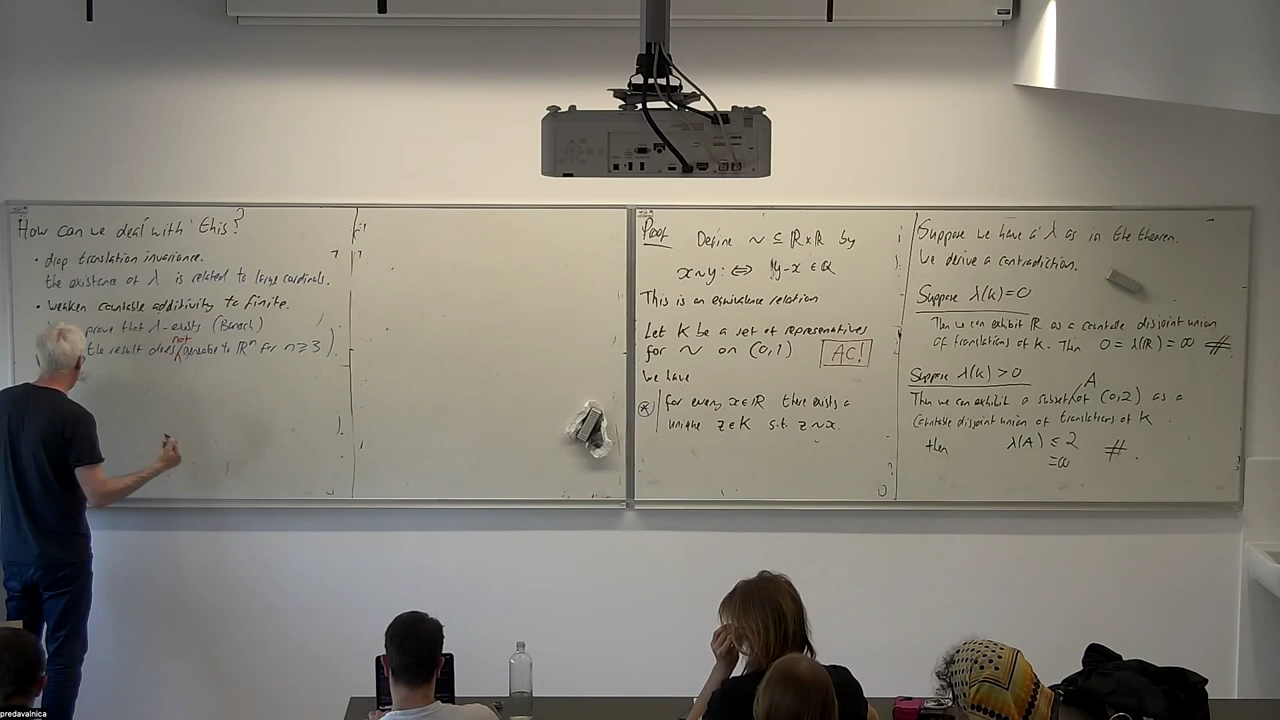 How can we deal with this?
• drop translation invariance.
the existence of λ is related to large cardinals.
• weaken countable additivity to finite.
prove that λ exists (Banach)
the result does not generalise to ℝⁿ for n≥3).
Proof Define ~ ⊆ ℝ×ℝ by
x~y :⇔ y-x ∈ ℚ
This is an equivalence relation
Let K be a set of representatives
for ~ on (0,1) AC!
We have
(*) for every x∈ℝ there exists a
unique z∈K s.t. z~x.
Suppose we have a λ as in the theorem.
We derive a contradiction.
Suppose λ(K)=0
Then we can exhibit ℝ as a countable disjoint union
of translations of K. Then 0=λ(ℝ)=∞ #.
Suppose λ(K)>0
Then we can exhibit a subset A of (0,2) as a
countable disjoint union of translations of K
then λ(A) ≤ 2 #.
=∞
predavalnica